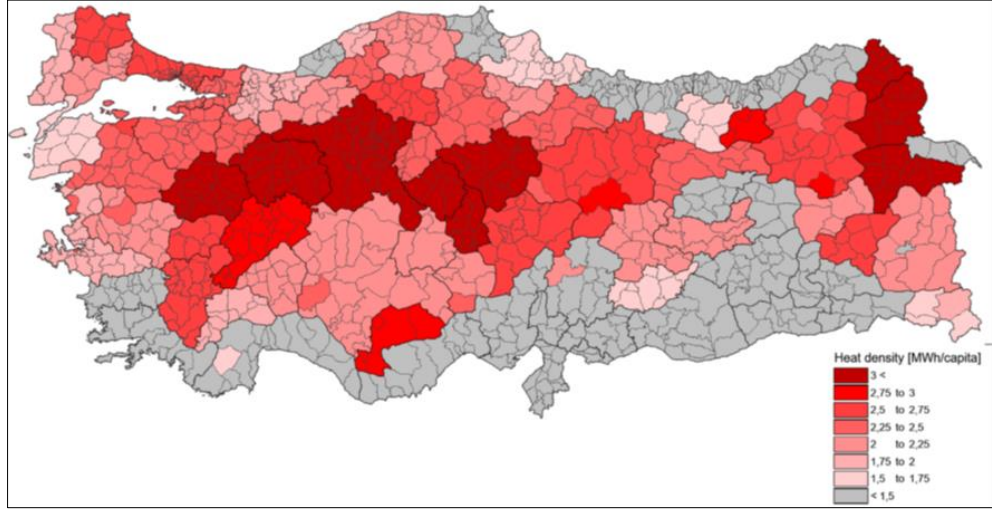 Heat density [MWh/capita]
3 <
2,75 to 3
2,5 to 2,75
2,25 to 2,5
2 to 2,25
1,75 to 2
1,5 to 1,75
< 1,5